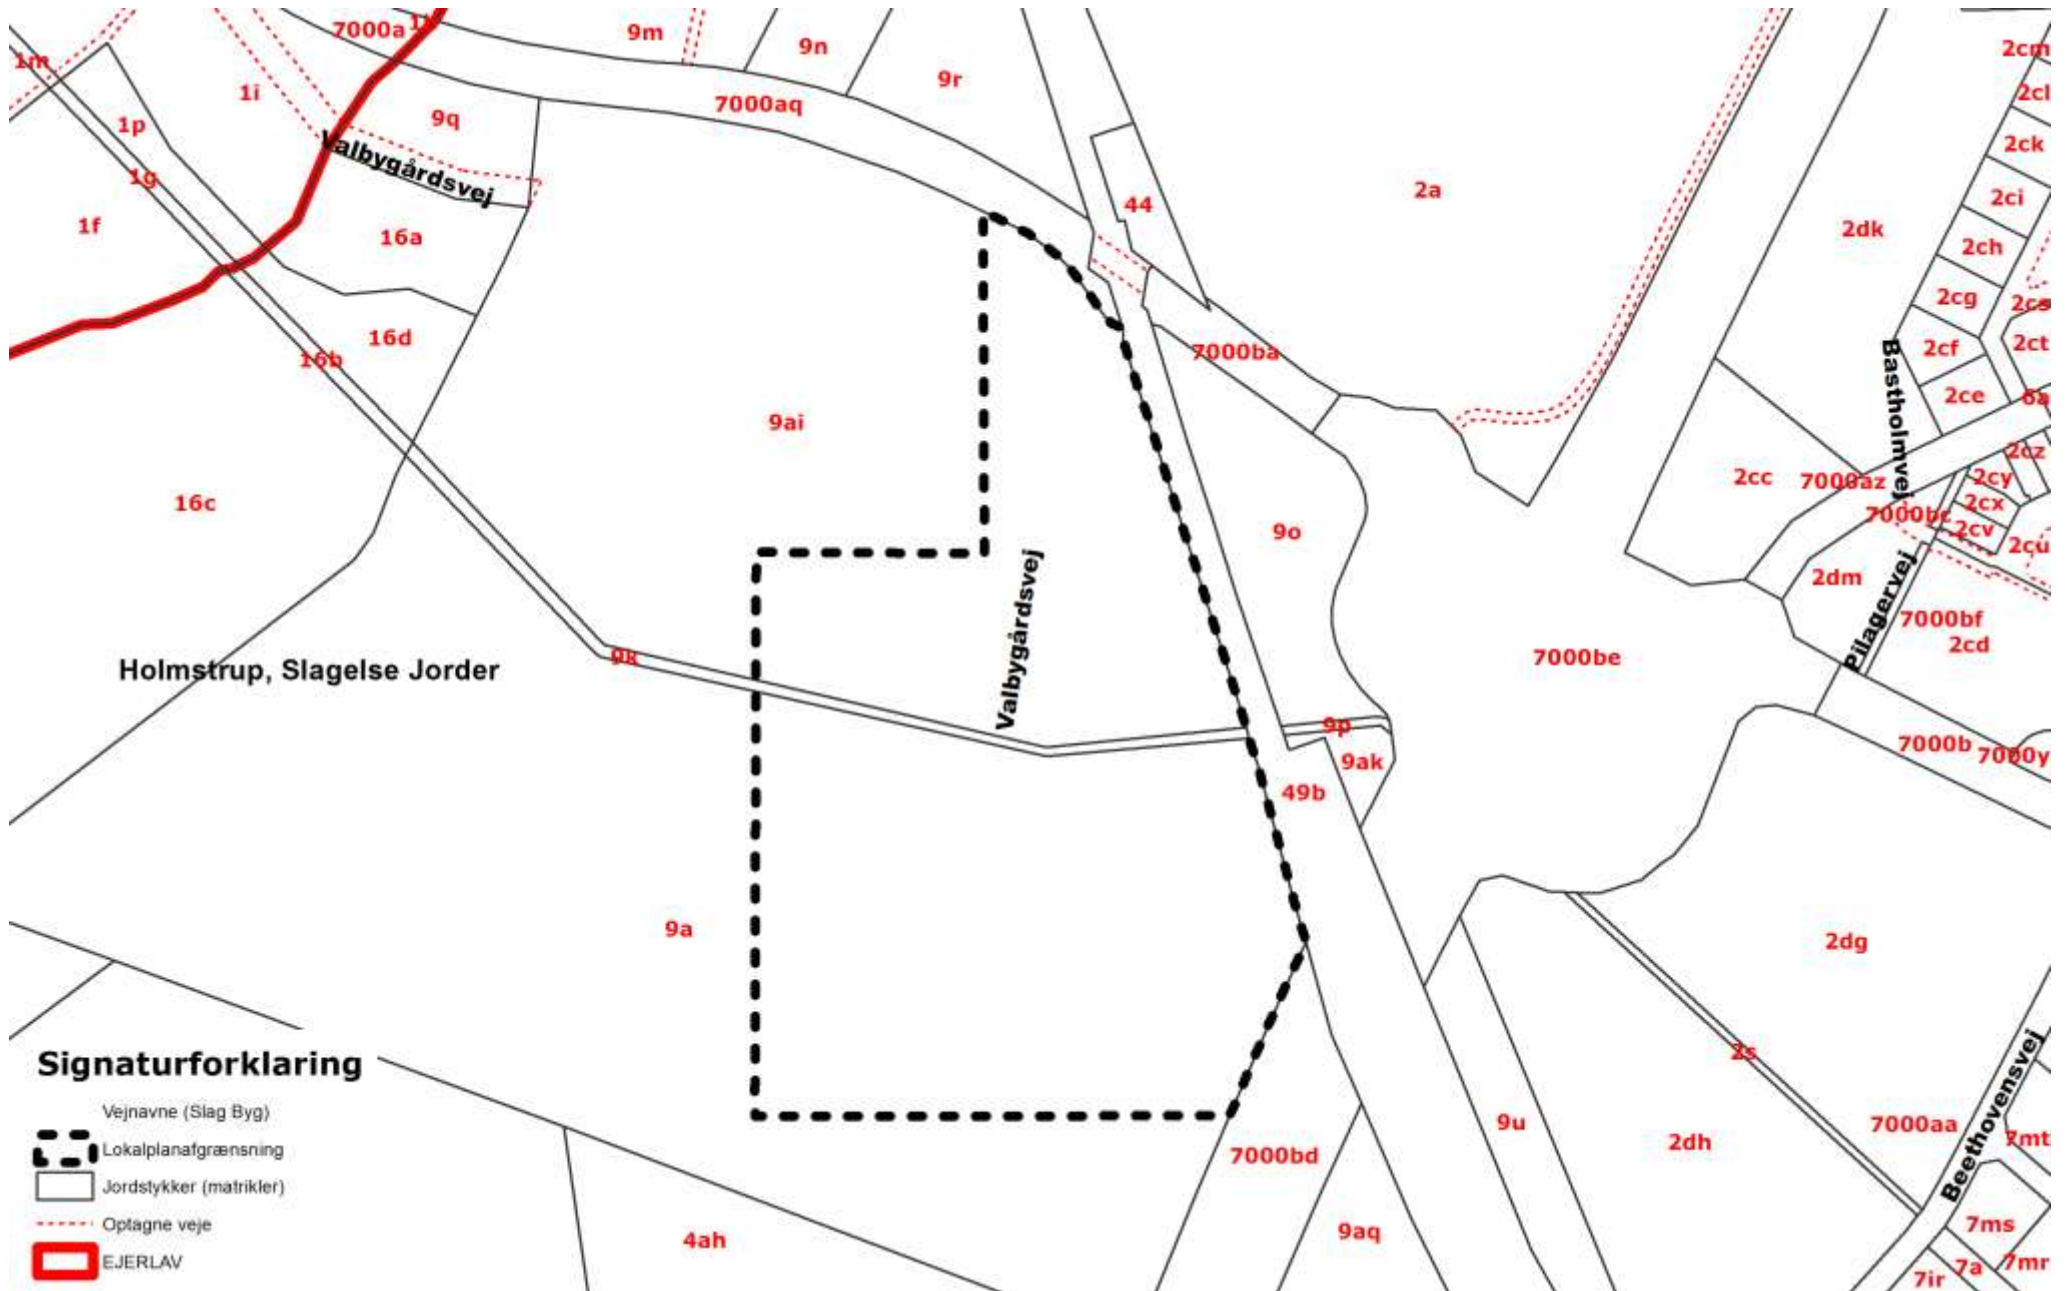 7000a
9m
9n
9r
2cm
1m
1i
2cl
9q
7000aq
1p
2ck
Valbygårdsvej
1g
2a
2ci
44
1f
16a
2dk
2ch
2cg
2cs
16d
16b
7000ba
2cf
2ct
Bastholmvej
2ce
9ai
2cz
2cc
7000az
2cy
16c
2cx
7000bc
2cv
9o
2cu
2dm
Pilagervej
7000bf
2cd
Valbygårdsvej
7000be
Holmstrup, Slagelse Jorder
9k
9p
7000b
7000y
9ak
49b
9a
2dg
2s
Signaturforklaring
Vejnavne (Slag Byg)
Lokalplanafgrænsning
Jordstykker (matrikler)
Optagne veje
EJERLAV
9u
7000aa
Beethovensvej
7mt
2dh
7000bd
9aq
4ah
7ms
7mr
7a
7ir